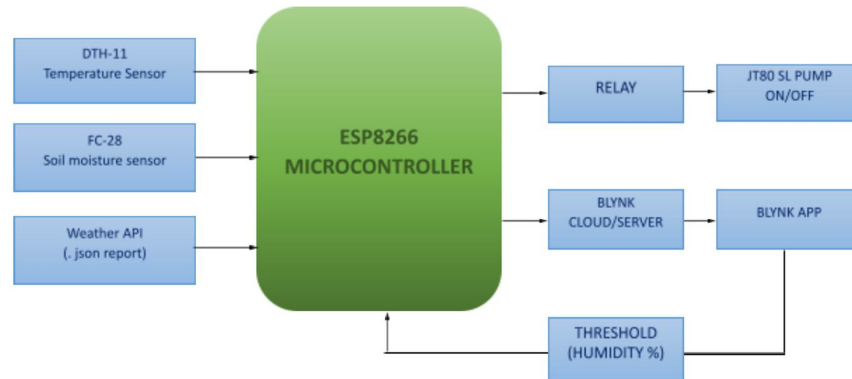 DTH-11
Temperature Sensor
FC-28
Soil moisture sensor
Weather API
(. json report)
ESP8266
MICROCONTROLLER
RELAY
JT80 SL PUMP
ON/OFF
BLYNK
CLOUD/SERVER
BLYNK APP
THRESHOLD
(HUMIDITY %)